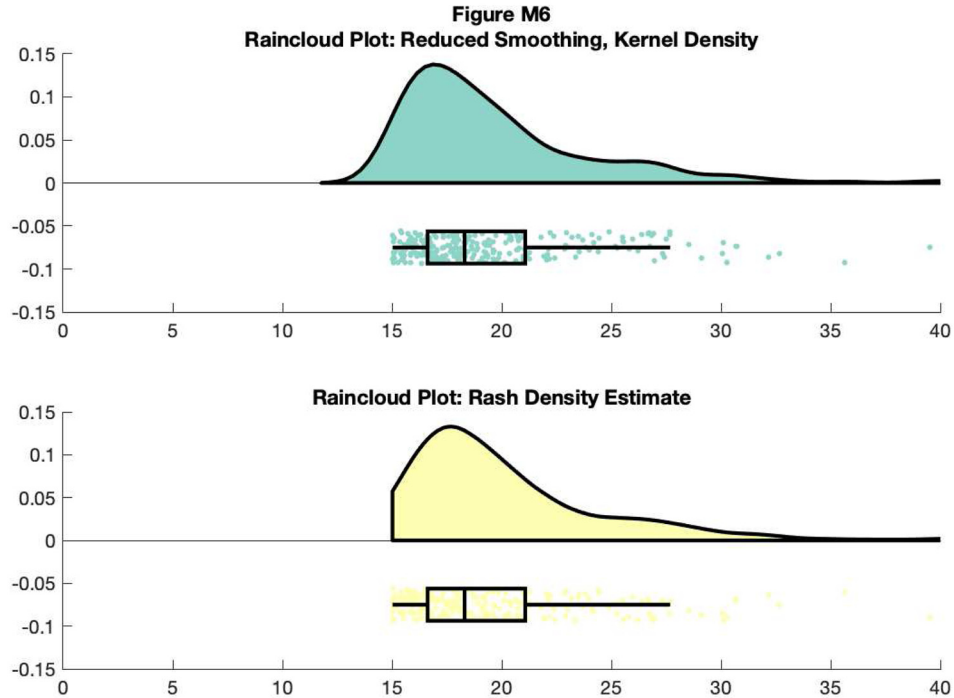 Figure M6
Raincloud Plot: Reduced Smoothing, Kernel Density
0.15
0.1
0.05
0
-0.05
-0.1
-0.15
0 5 10 15 20 25 30 35 40
Raincloud Plot: Rash Density Estimate
0.15
0.1
0.05
0
-0.05
-0.1
-0.15
0 5 10 15 20 25 30 35 40